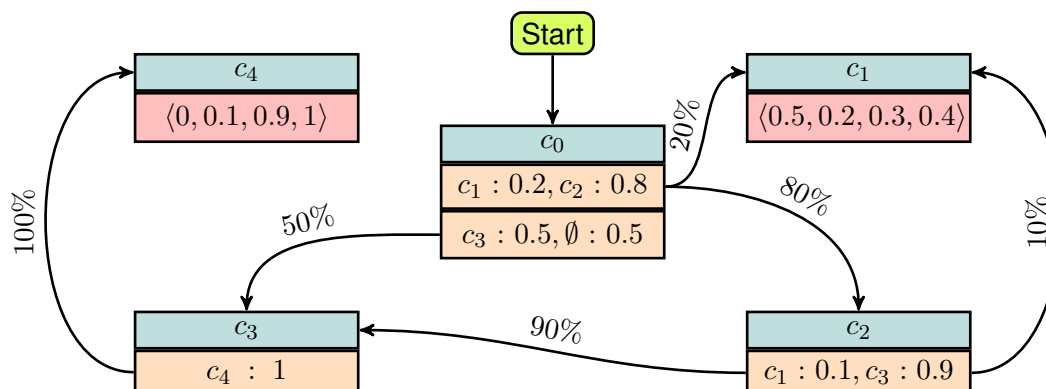 Start
c₄
⟨0, 0.1, 0.9, 1⟩
c₁
⟨0.5, 0.2, 0.3, 0.4⟩
20%
c₀
c₁ : 0.2, c₂ : 0.8
c₃ : 0.5, ∅ : 0.5
80%
50%
100%
10%
c₃
c₄ : 1
90%
c₂
c₁ : 0.1, c₃ : 0.9